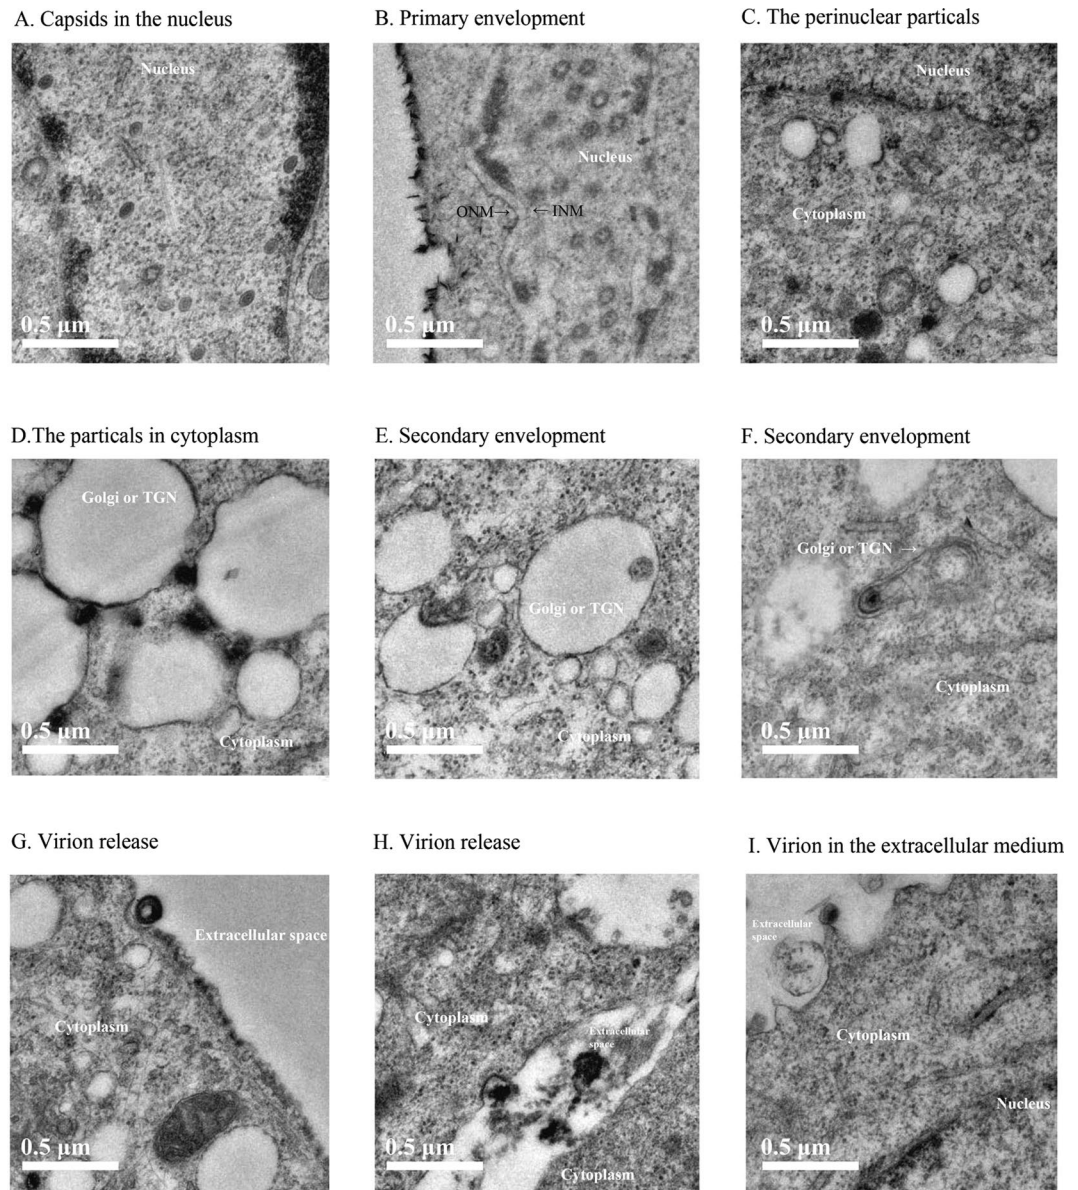 A. Capsids in the nucleus
Nucleus
0.5 μm
B. Primary envelopment
Nucleus
ONM→ ←INM
0.5 μm
C. The perinuclear particals
Nucleus
Cytoplasm
0.5 μm
D.The particals in cytoplasm
Golgi or TGN
0.5 μm
Cytoplasm
E. Secondary envelopment
Golgi or TGN
0.5 μm
Cytoplasm
F. Secondary envelopment
Golgi or TGN →
Cytoplasm
0.5 μm
G. Virion release
Extracellular space
Cytoplasm
0.5 μm
H. Virion release
Cytoplasm
Extracellular
space
0.5 μm
Cytoplasm
I. Virion in the extracellular medium
Extracellular
space
Cytoplasm
Nucleus
0.5 μm